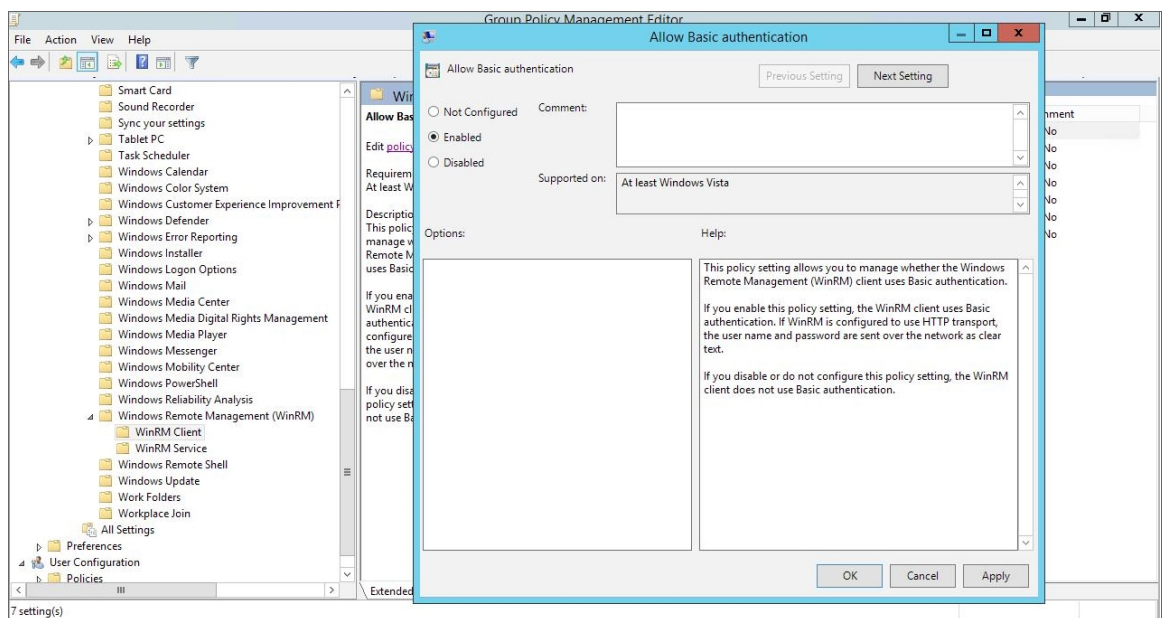 Group Policy Management Editor
File Action View Help
Smart Card
Sound Recorder
Sync your settings
Tablet PC
Task Scheduler
Windows Calendar
Windows Color System
Windows Customer Experience Improvement P
Windows Defender
Windows Error Reporting
Windows Installer
Windows Logon Options
Windows Mail
Windows Media Center
Windows Media Digital Rights Management
Windows Media Player
Windows Messenger
Windows Mobility Center
Windows PowerShell
Windows Reliability Analysis
Windows Remote Management (WinRM)
WinRM Client
WinRM Service
Windows Remote Shell
Windows Update
Work Folders
Workplace Join
All Settings
Preferences
User Configuration
Policies
7 setting(s)
Win
Allow Bas
Edit policy
Requirem
At least W
Descriptio
This polic
manage w
Remote M
uses Basic
If you ena
WinRM cl
authentica
configure
the user n
over the n
If you disa
policy sett
not use Ba
Extended
Allow Basic authentication
Allow Basic authentication
Previous Setting Next Setting
Not Configured
Enabled
Disabled
Comment:
Supported on:
At least Windows Vista
Options:
Help:
This policy setting allows you to manage whether the Windows
Remote Management (WinRM) client uses Basic authentication.
If you enable this policy setting, the WinRM client uses Basic
authentication. If WinRM is configured to use HTTP transport,
the user name and password are sent over the network as clear
text.
If you disable or do not configure this policy setting, the WinRM
client does not use Basic authentication.
OK Cancel Apply
nment
No
No
No
No
No
No
No